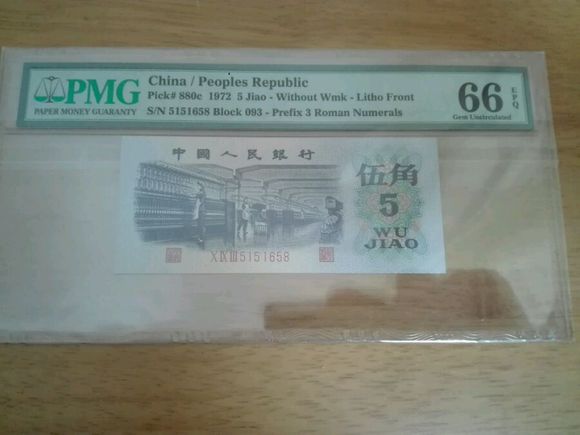 PMG
PAPER MONEY GUARANTY
China / Peoples Republic
Pick# 880c 1972 5 Jiao - Without Wmk - Litho Front
S/N 5151658 Block 093 - Prefix 3 Roman Numerals
66 EPQ
Gem Uncirculated
中國人民銀行
伍角
5
WU
JIAO
X IX III 5151658